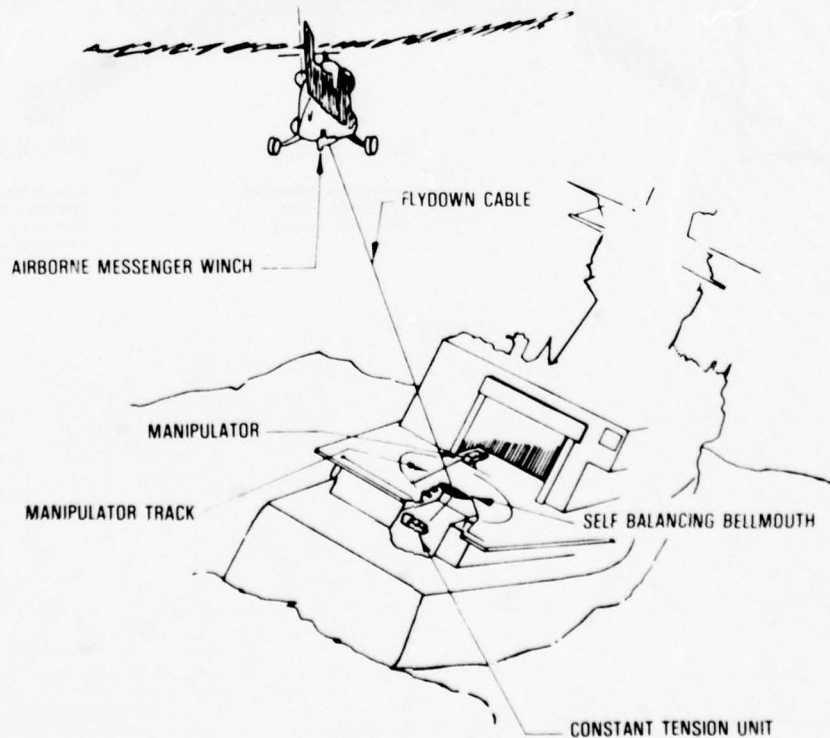 FLYDOWN CABLE
AIRBORNE MESSENGER WINCH
MANIPULATOR
MANIPULATOR TRACK
SELF BALANCING BELLMOUTH
CONSTANT TENSION UNIT